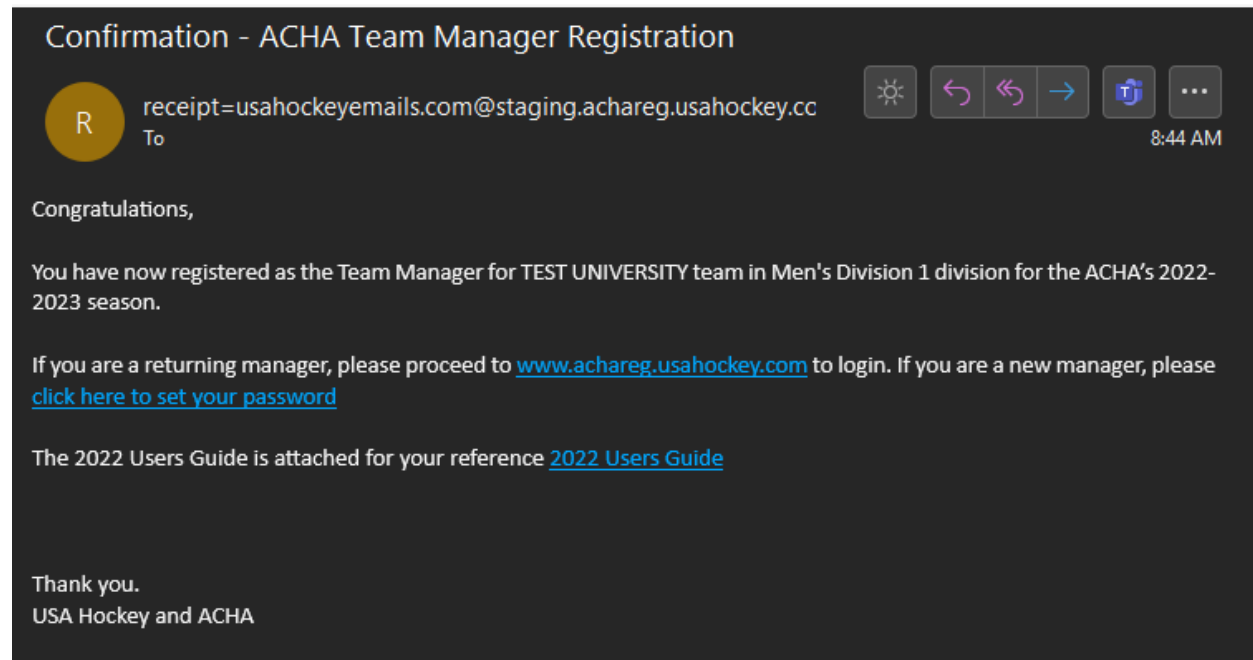 Confirmation - ACHA Team Manager Registration
R
receipt=usahockeyemails.com@staging.achareg.usahockey.cc
To
8:44 AM
Congratulations,
You have now registered as the Team Manager for TEST UNIVERSITY team in Men's Division 1 division for the ACHA’s 2022-
2023 season.
If you are a returning manager, please proceed to www.achareg.usahockey.com to login. If you are a new manager, please
click here to set your password
The 2022 Users Guide is attached for your reference 2022 Users Guide
Thank you.
USA Hockey and ACHA